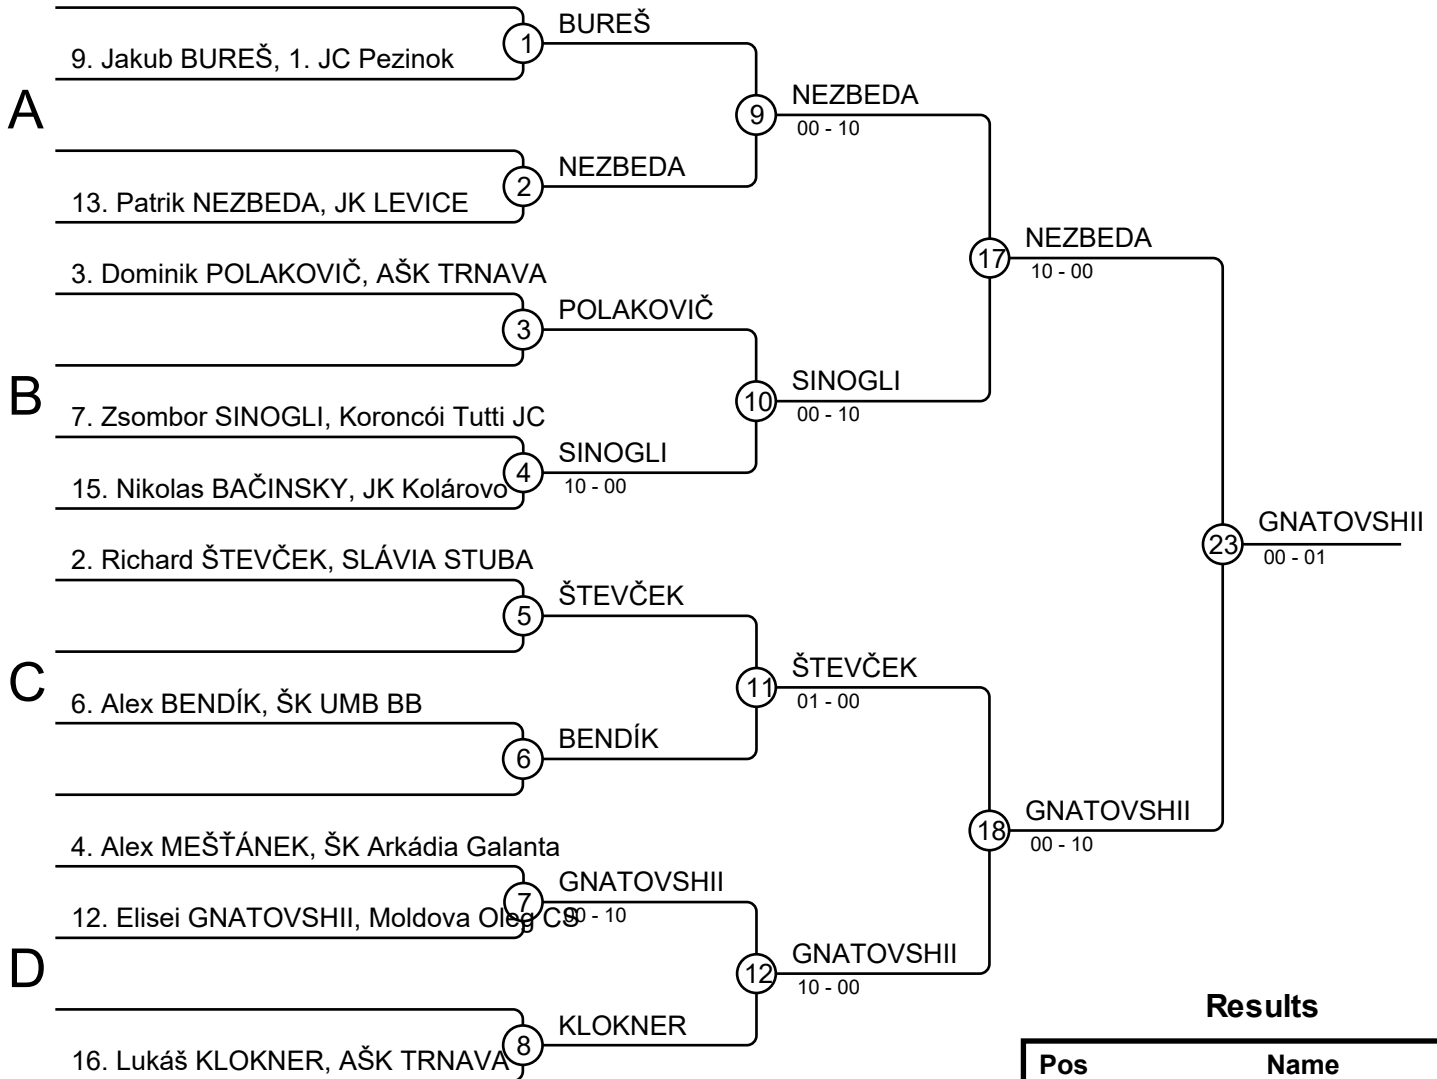 BUREŠ
1
9. Jakub BUREŠ, 1. JC Pezinok
A
NEZBEDA
9
00 - 10
NEZBEDA
2
13. Patrik NEZBEDA, JK LEVICE
NEZBEDA
17
10 - 00
3. Dominik POLAKOVIČ, AŠK TRNAVA
POLAKOVIČ
3
B
SINOGLI
10
00 - 10
7. Zsombor SINOGLI, Koroncói Tutti JC
SINOGLI
4
10 - 00
15. Nikolas BAČINSKY, JK Kolárovo
GNATOVSHII
23
00 - 01
2. Richard ŠTEVČEK, SLÁVIA STUBA
ŠTEVČEK
5
C
ŠTEVČEK
11
01 - 00
6. Alex BENDÍK, ŠK UMB BB
BENDÍK
6
GNATOVSHII
18
00 - 10
4. Alex MEŠŤÁNEK, ŠK Arkádia Galanta
GNATOVSHII
7
00 - 10
12. Elisei GNATOVSHII, Moldova Oleg CS
D
GNATOVSHII
12
10 - 00
KLOKNER
8
16. Lukáš KLOKNER, AŠK TRNAVA
Results
Pos Name